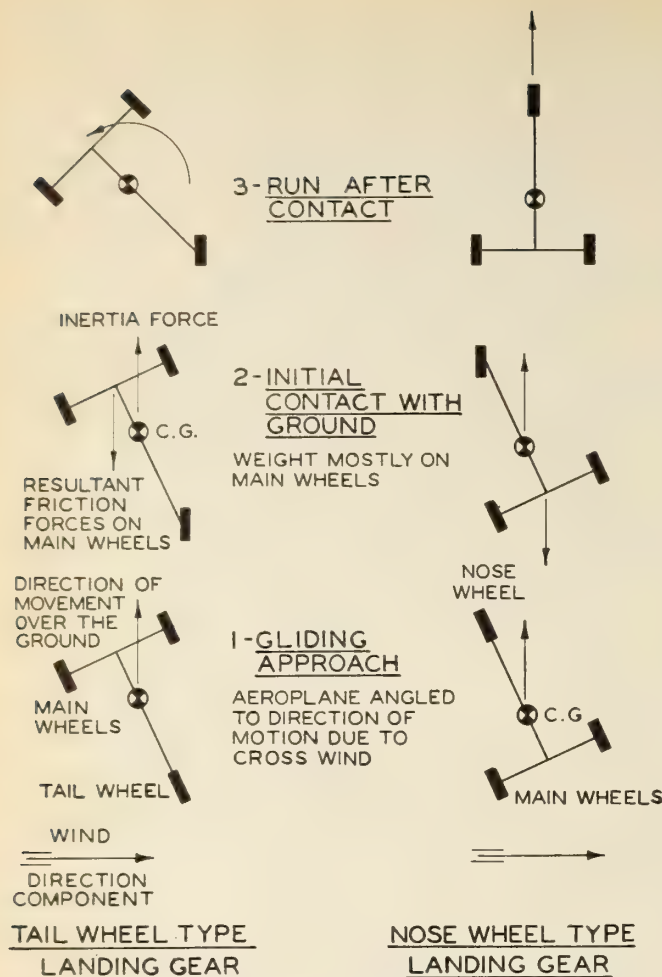 3-RUN AFTER
CONTACT
INERTIA FORCE
C.G.
RESULTANT
FRICTION
FORCES ON
MAIN WHEELS
2-INITIAL
CONTACT WITH
GROUND
WEIGHT MOSTLY ON
MAIN WHEELS
DIRECTION OF
MOVEMENT
OVER THE
GROUND
MAIN
WHEELS
TAIL WHEEL
1-GLIDING
APPROACH
AEROPLANE ANGLED
TO DIRECTION OF
MOTION DUE TO
CROSS WIND
NOSE
WHEEL
C.G
MAIN WHEELS
WIND
DIRECTION
COMPONENT
TAIL WHEEL TYPE
LANDING GEAR
NOSE WHEEL TYPE
LANDING GEAR